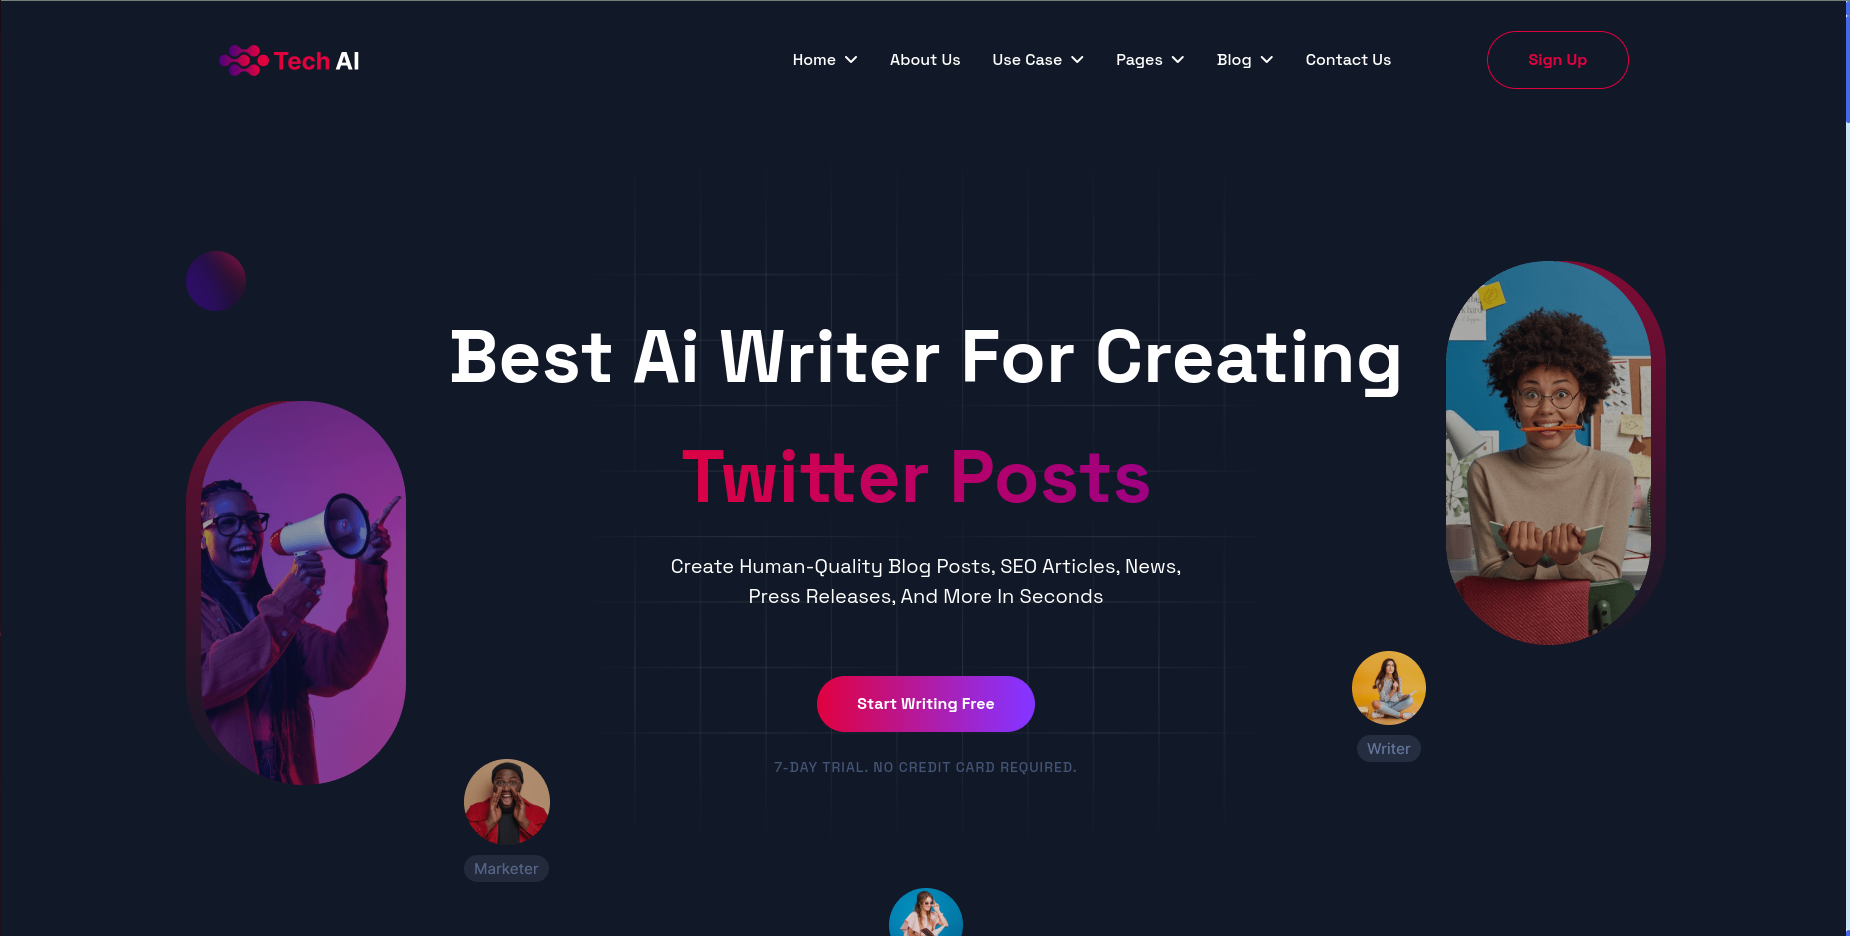 Tech AI
Home
About Us
Use Case
Pages
Blog
Contact Us
Sign Up
Best Ai Writer For Creating
Twitter Posts
Create Human-Quality Blog Posts, SEO Articles, News,
Press Releases, And More In Seconds
Start Writing Free
7-DAY TRIAL. NO CREDIT CARD REQUIRED.
Writer
Marketer